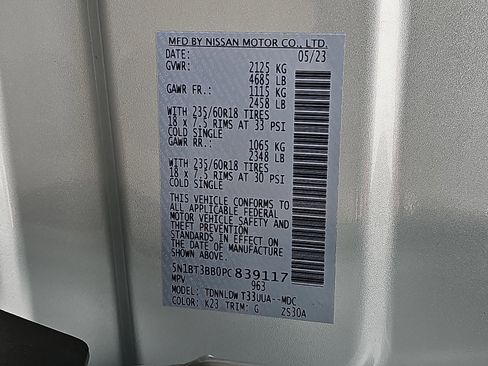 MFD BY NISSAN MOTOR CO., LTD.
DATE: 05/23
GVWR: 2125 KG
4685 LB
GAWR FR.: 1115 KG
2458 LB
WITH 235/60R18 TIRES
18 x 7.5 RIMS AT 33 PSI
COLD SINGLE
GAWR RR.: 1065 KG
2348 LB
WITH 235/60R18 TIRES
18 x 7.5 RIMS AT 30 PSI
COLD SINGLE
THIS VEHICLE CONFORMS TO
ALL APPLICABLE FEDERAL
MOTOR VEHICLE SAFETY AND
THEFT PREVENTION
STANDARDS IN EFFECT ON
THE DATE OF MANUFACTURE
SHOWN ABOVE.
5N1BT3BB0PC839117
MPV 963
MODEL: TDNNLDW T33UUA--MDC
COLOR: K23 TRIM: G 2S30A